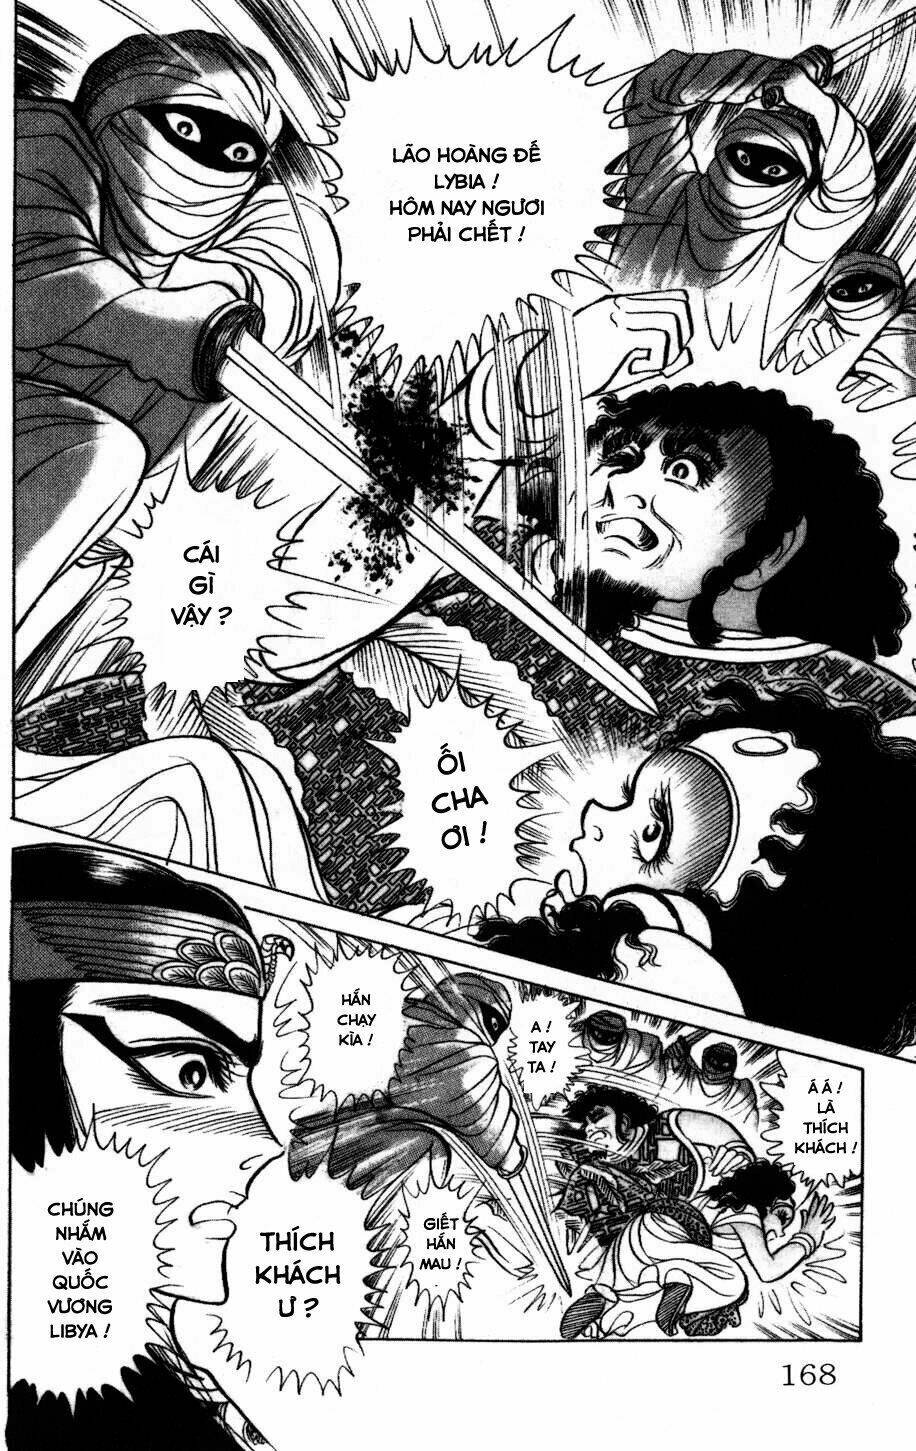 LÃO HOÀNG ĐẾ
LYBIA !
HÔM NAY NGƯƠI
PHẢI CHẾT !
CÁI
GÌ
VẬY ?
ỐI
CHA
ƠI !
HẮN
CHẠY
KÌA !
A !
TAY
TA !
Á Á !
LÀ
THÍCH
KHÁCH !
GIẾT
HẮN
MAU !
THÍCH
KHÁCH
Ư ?
CHÚNG
NHẮM
VÀO
QUỐC
VƯƠNG
LIBYA !
168